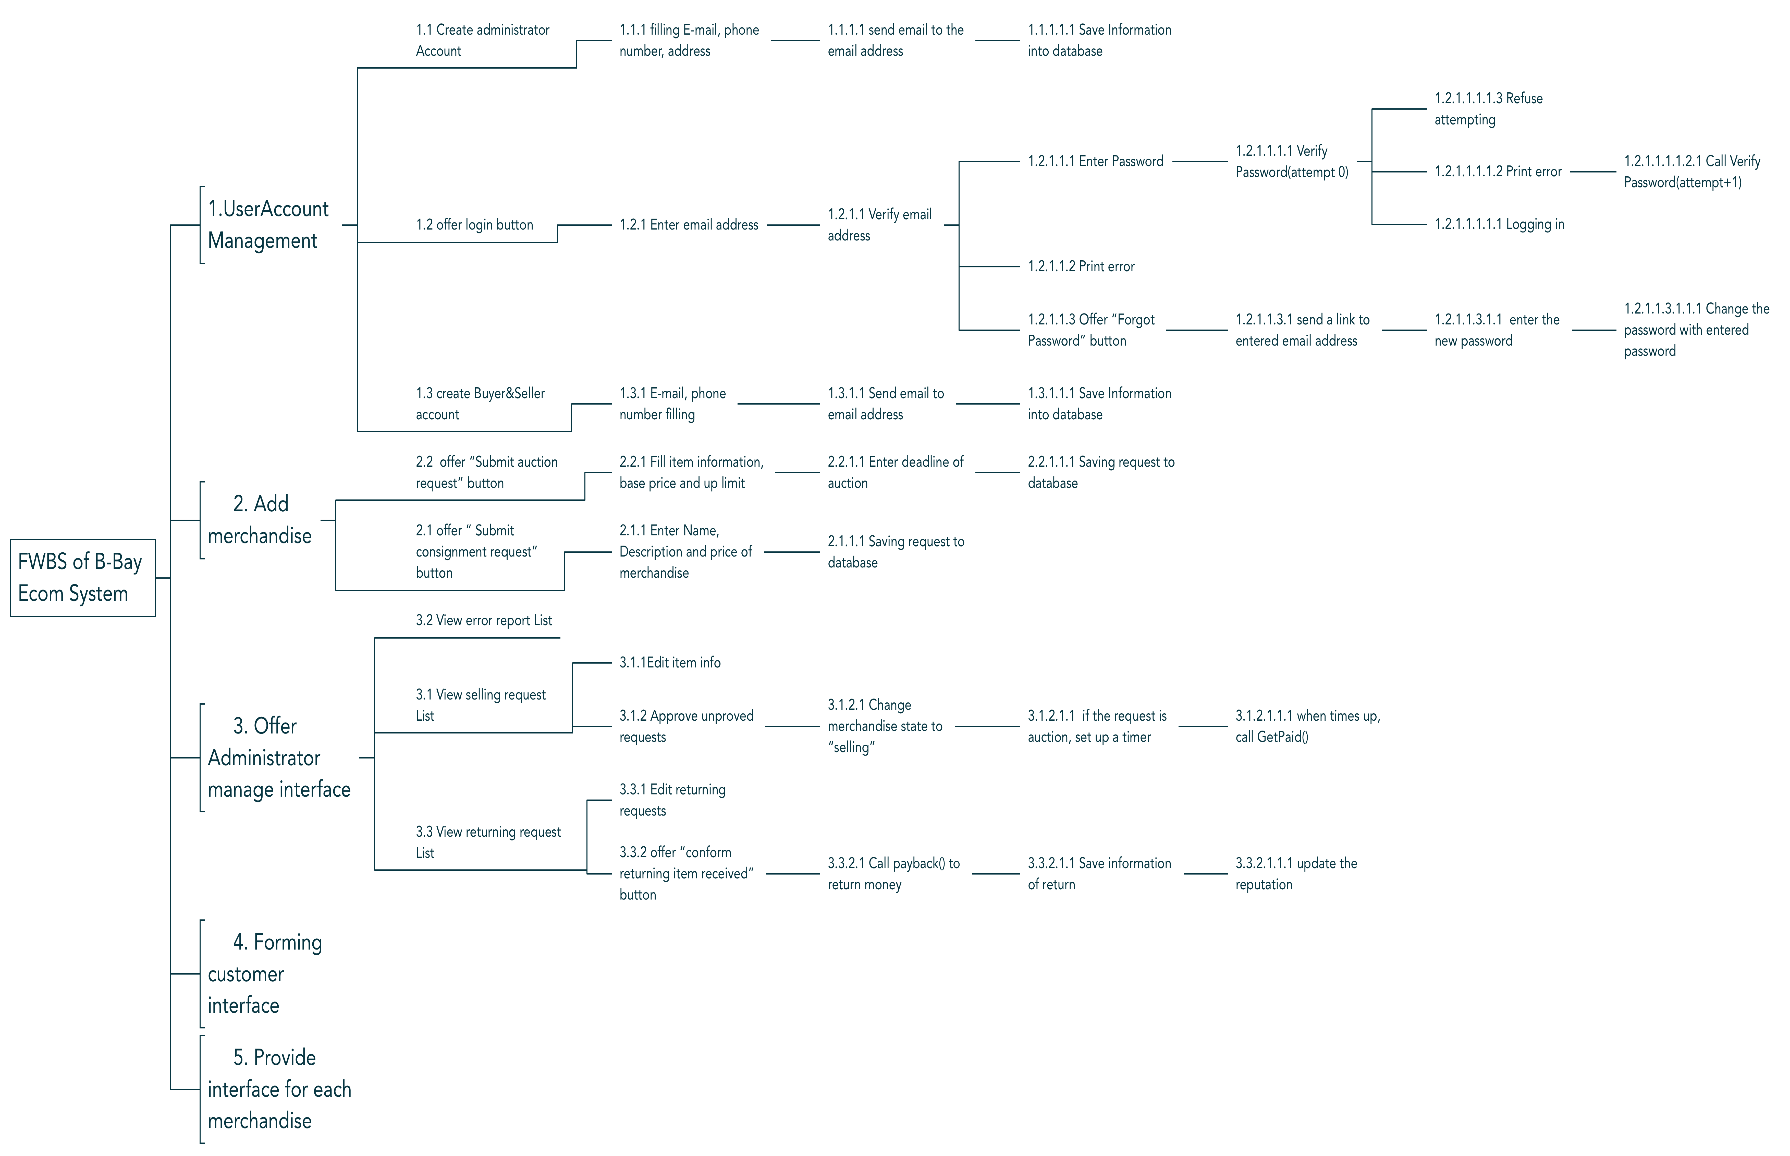 FWBS of B-Bay
Ecom System
1.UserAccount
Management
1.1 Create administrator
Account
1.1.1 filling E-mail, phone
number, address
1.1.1.1 send email to the
email address
1.1.1.1.1 Save Information
into database
1.2 offer login button
1.2.1 Enter email address
1.2.1.1 Verify email
address
1.2.1.1.1 Enter Password
1.2.1.1.1.1 Verify
Password(attempt 0)
1.2.1.1.1.1.3 Refuse
attempting
1.2.1.1.1.1.2 Print error
1.2.1.1.1.1.2.1 Call Verify
Password(attempt+1)
1.2.1.1.1.1.1 Logging in
1.2.1.1.2 Print error
1.2.1.1.3 Offer “Forgot
Password” button
1.2.1.1.3.1 send a link to
entered email address
1.2.1.1.3.1.1 enter the
new password
1.2.1.1.3.1.1.1 Change the
password with entered
password
1.3 create Buyer&Seller
account
1.3.1 E-mail, phone
number filling
1.3.1.1 Send email to
email address
1.3.1.1.1 Save Information
into database
2. Add
merchandise
2.2 offer “Submit auction
request” button
2.2.1 Fill item information,
base price and up limit
2.2.1.1 Enter deadline of
auction
2.2.1.1.1 Saving request to
database
2.1 offer “ Submit
consignment request”
button
2.1.1 Enter Name,
Description and price of
merchandise
2.1.1.1 Saving request to
database
3. Offer
Administrator
manage interface
3.2 View error report List
3.1 View selling request
List
3.1.1Edit item info
3.1.2 Approve unproved
requests
3.1.2.1 Change
merchandise state to
“selling”
3.1.2.1.1 if the request is
auction, set up a timer
3.1.2.1.1.1 when times up,
call GetPaid()
3.3 View returning request
List
3.3.1 Edit returning
requests
3.3.2 offer “conform
returning item received”
button
3.3.2.1 Call payback() to
return money
3.3.2.1.1 Save information
of return
3.3.2.1.1.1 update the
reputation
4. Forming
customer
interface
5. Provide
interface for each
merchandise